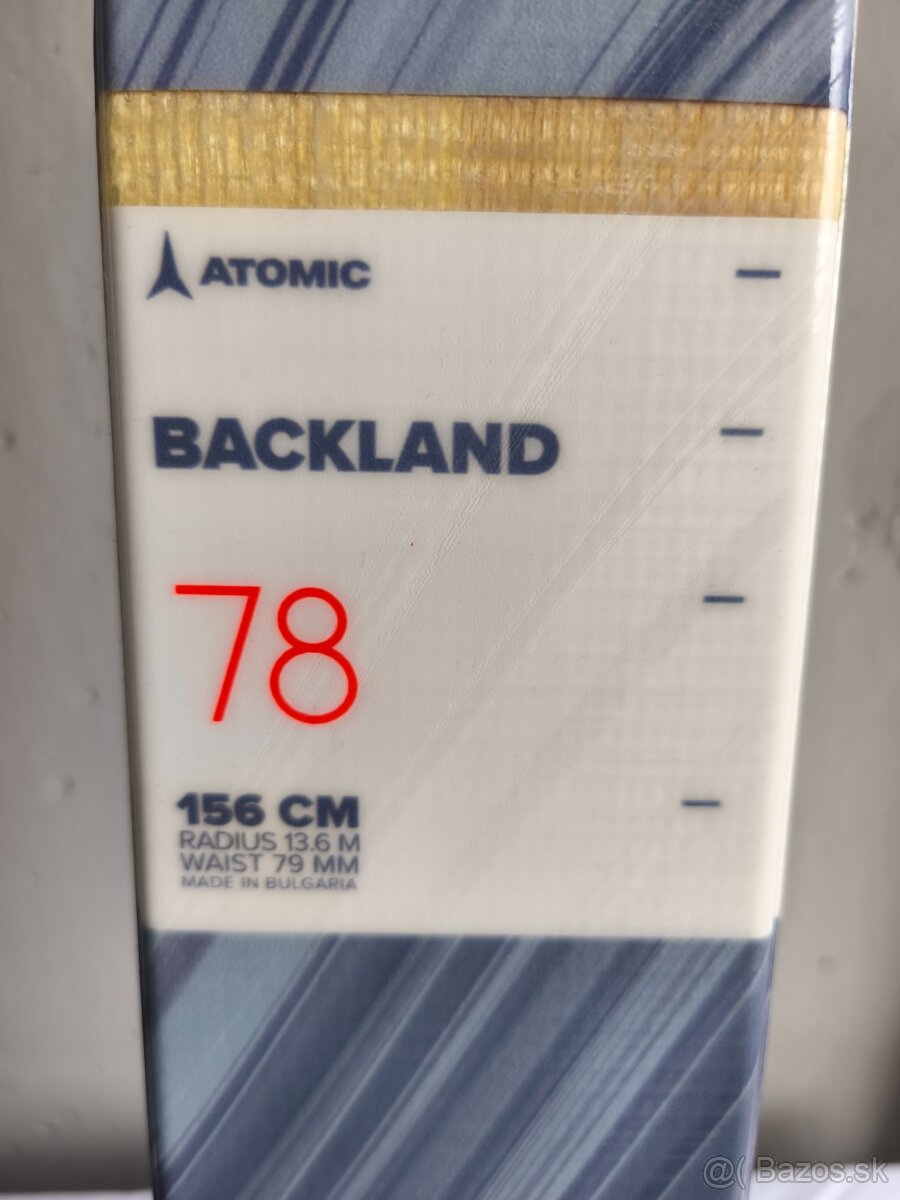 ATOMIC
BACKLAND
78
156 CM
RADIUS 13.6 M
WAIST 79 MM
MADE IN BULGARIA
@( Bazos.sk